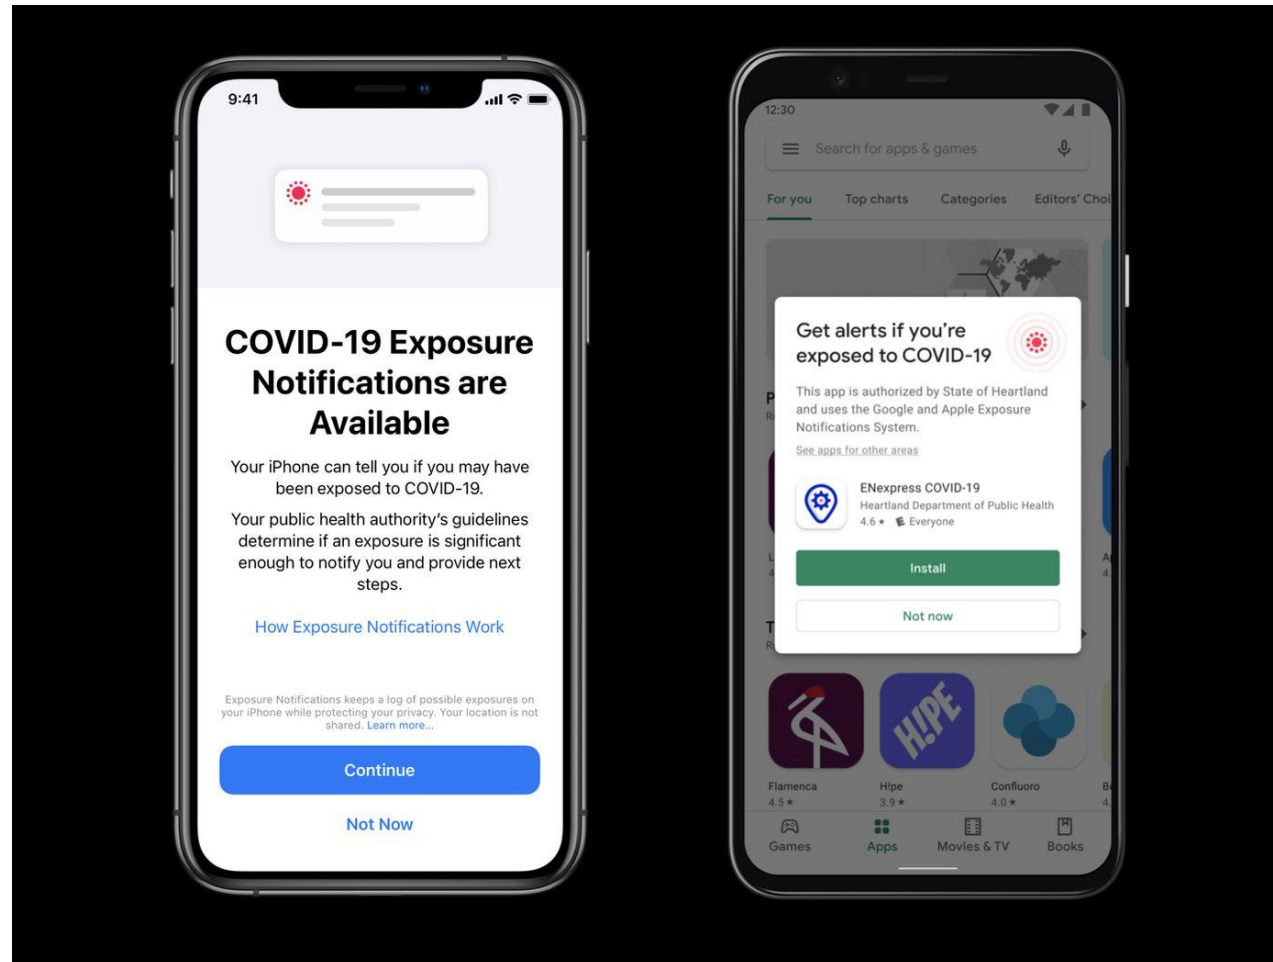 9:41
COVID-19 Exposure
Notifications are
Available
Your iPhone can tell you if you may have
been exposed to COVID-19.
Your public health authority's guidelines
determine if an exposure is significant
enough to notify you and provide next
steps.
How Exposure Notifications Work
Exposure Notifications keeps a log of possible exposures on
your iPhone while protecting your privacy. Your location is not
shared. Learn more...
Continue
Not Now
12:30
Search for apps & games
For you Top charts Categories Editors' Choi
Get alerts if you're
exposed to COVID-19
This app is authorized by State of Heartland
and uses the Google and Apple Exposure
Notifications System.
See apps for other areas
ENexpress COVID-19
Heartland Department of Public Health
4.6 ★ E Everyone
Install
Not now
H!PE
Flamenca H!pe Confluoro
4.5 ★ 3.9 ★ 4.0 ★
Games Apps Movies & TV Books